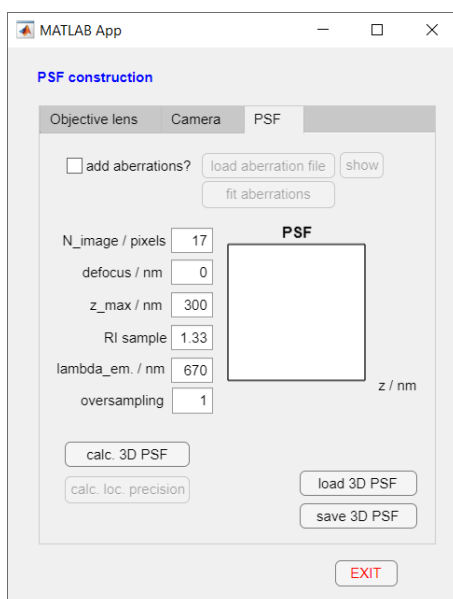 MATLAB App
PSF construction
Objective lens Camera PSF
add aberrations? load aberration file show
fit aberrations
PSF
N_image / pixels 17
defocus / nm 0
z_max / nm 300
RI sample 1.33
lambda_em. / nm 670
z / nm
oversampling 1
calc. 3D PSF
calc. loc. precision
load 3D PSF
save 3D PSF
EXIT